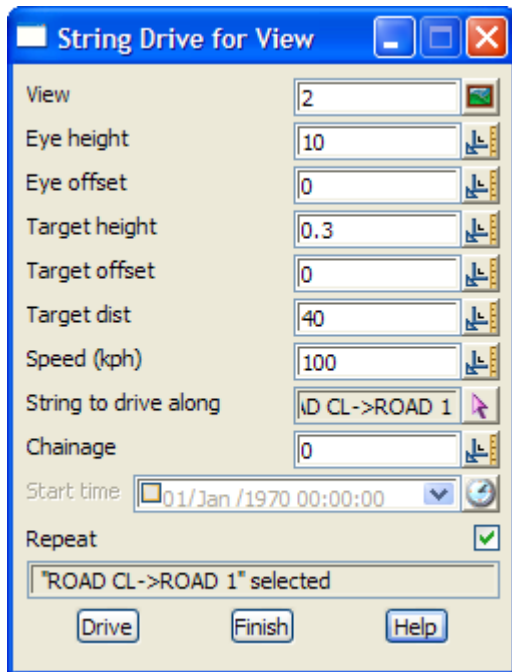 String Drive for View
View 2
Eye height 10
Eye offset 0
Target height 0.3
Target offset 0
Target dist 40
Speed (kph) 100
String to drive along AD CL->ROAD 1
Chainage 0
Start time 01/Jan /1970 00:00:00
Repeat
"ROAD CL->ROAD 1" selected
Drive Finish Help